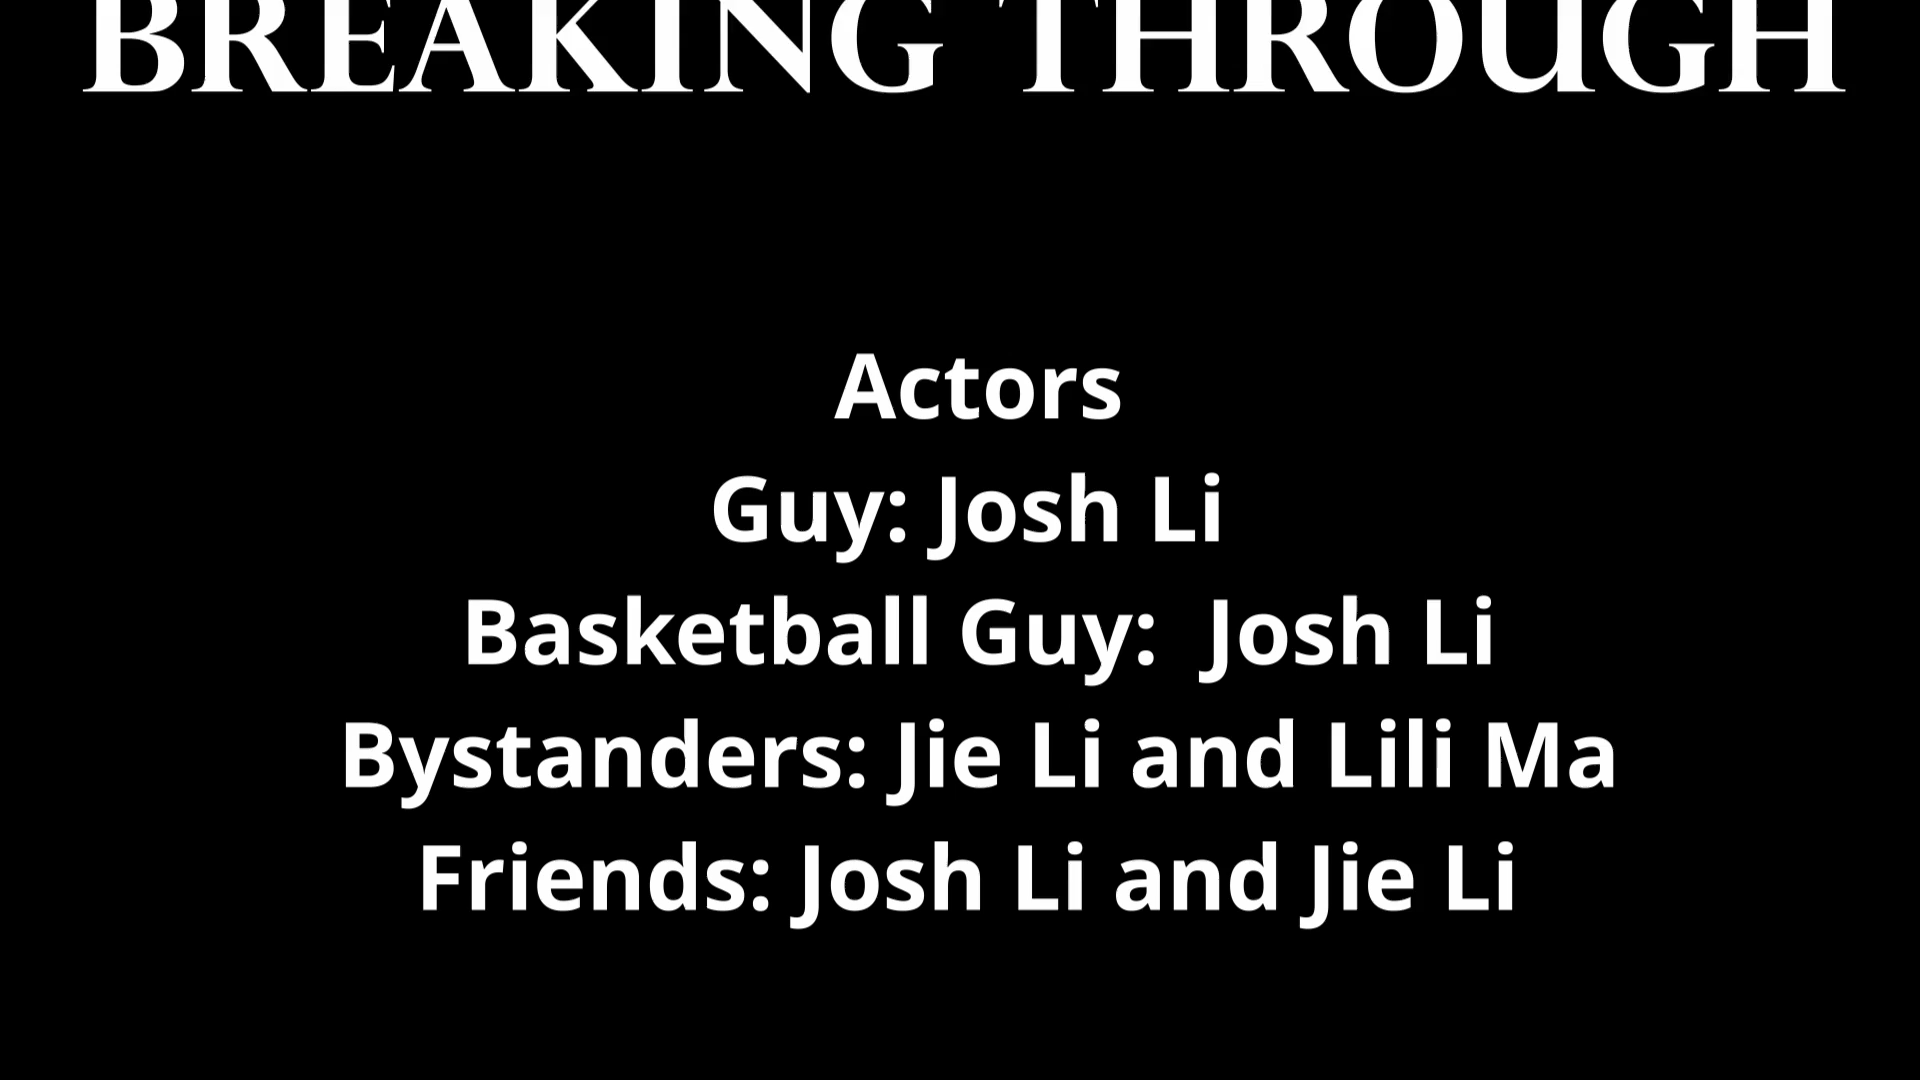 BREAKING THROUGH
Actors
Guy: Josh Li
Basketball Guy:  Josh Li
Bystanders: Jie Li and Lili Ma
Friends: Josh Li and Jie Li